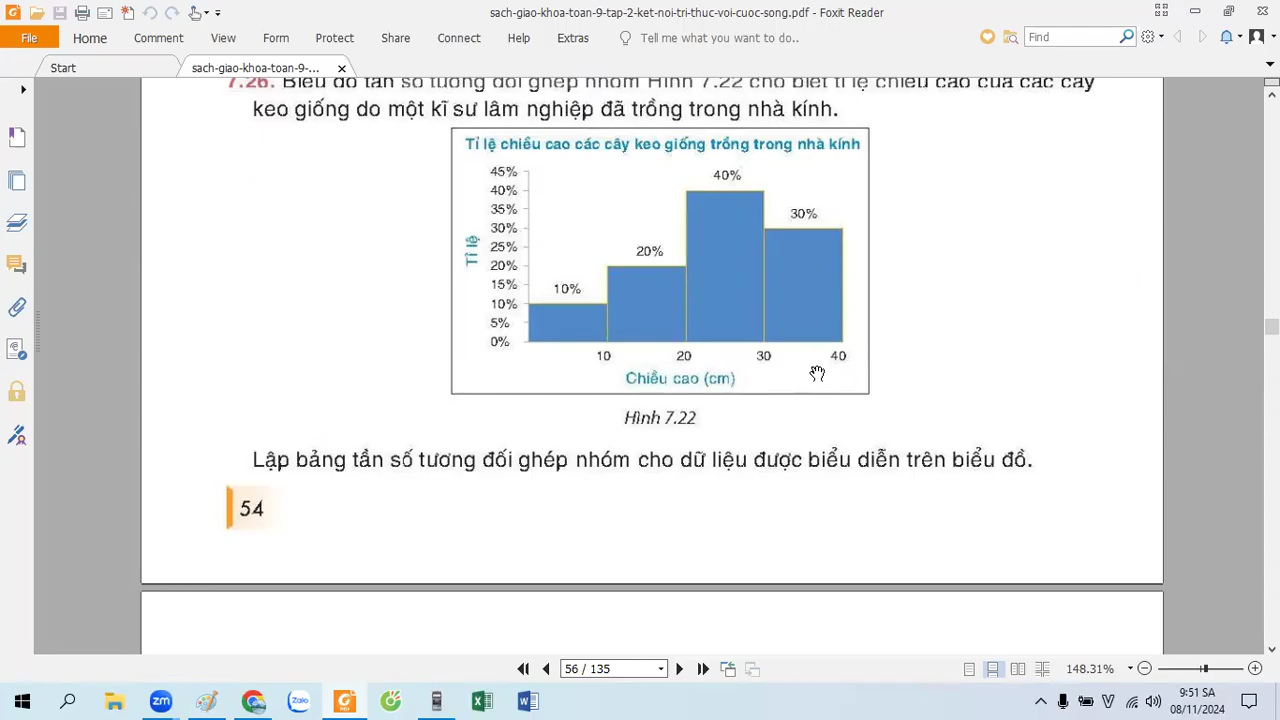 sach-giao-khoa-toan-9-tap-2-ket-noi-tri-thuc-voi-cuoc-song.pdf - Foxit Reader
File Home Comment View Form Protect Share Connect Help Extras Tell me what you want to do.. Find
Start sach-giao-khoa-toan-9-...
7.26. Biểu đồ tần số tương đối ghép nhóm Hình 7.22 cho biết tỉ lệ chiều cao của các cây
keo giống do một kĩ sư lâm nghiệp đã trồng trong nhà kính.
Tỉ lệ chiều cao các cây keo giống trồng trong nhà kính
45%
40%
35%
30%
25%
20%
15%
10%
5%
0%
Tỉ lệ
10%
20%
40%
30%
10 20 30 40
Chiều cao (cm)
Hình 7.22
Lập bảng tần số tương đối ghép nhóm cho dữ liệu được biểu diễn trên biểu đồ.
54
56 / 135
148.31%
zm Zalo
9:51 SA
08/11/2024